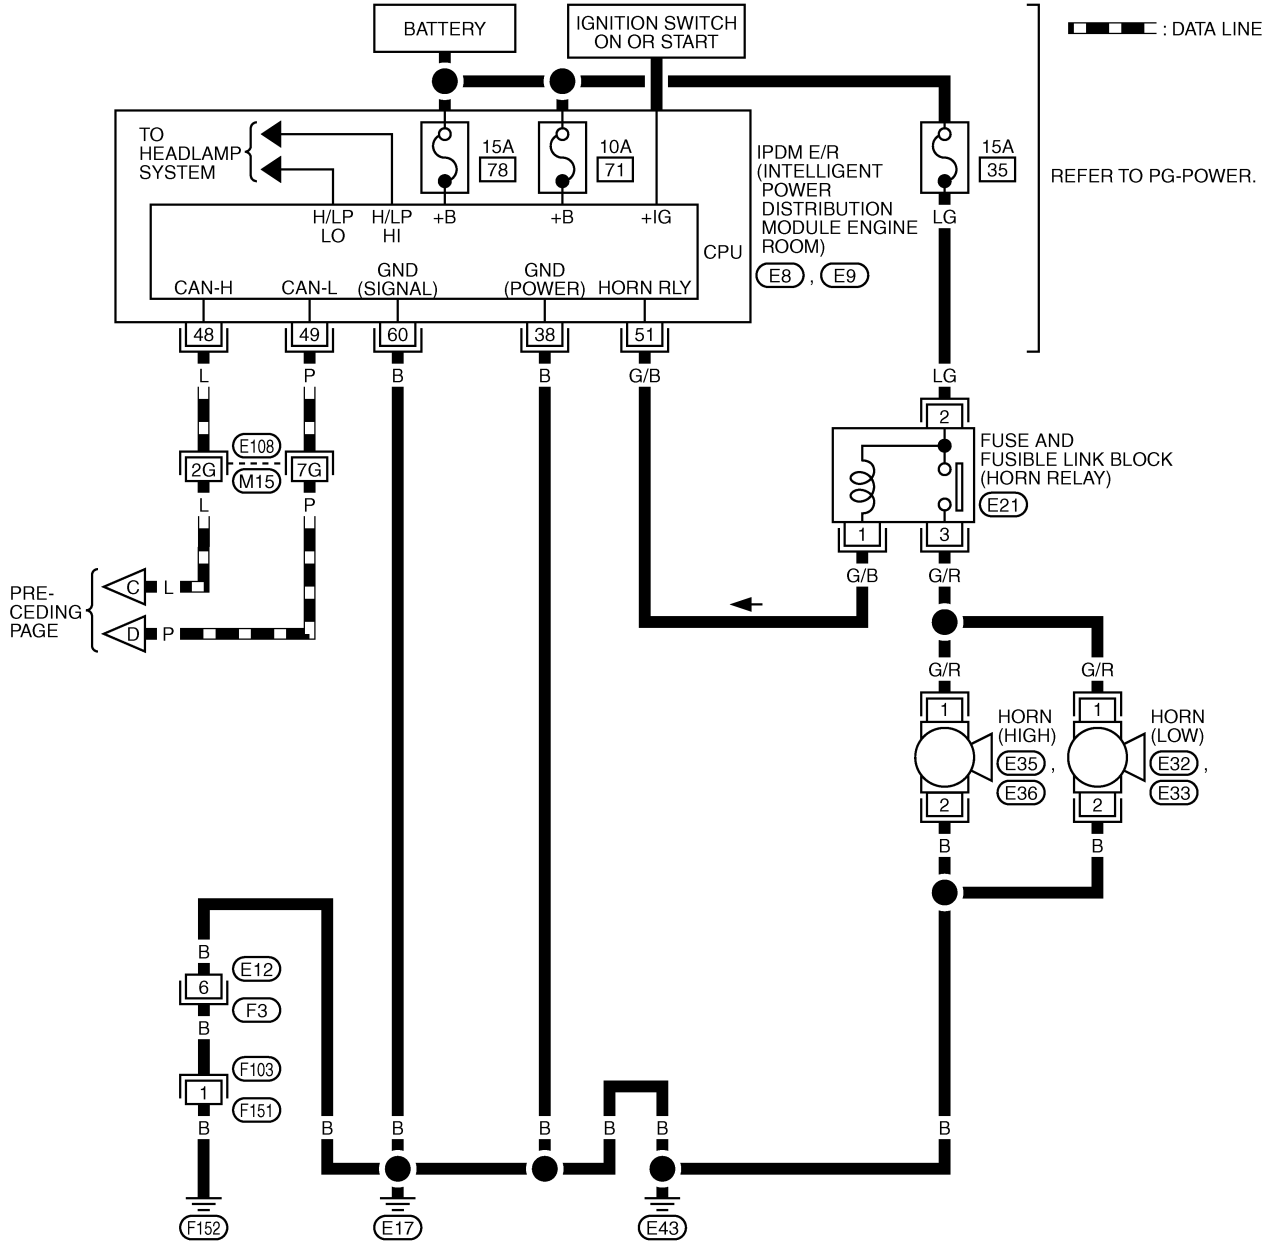 BATTERY
IGNITION SWITCH
ON OR START
: DATA LINE
TO
HEADLAMP
SYSTEM
15A
78
10A
71
15A
35
IPDM E/R
(INTELLIGENT
POWER
DISTRIBUTION
MODULE ENGINE
ROOM)
E8 , E9
REFER TO PG-POWER.
H/LP
LO
H/LP
HI
+B
+B
+IG
LG
CPU
CAN-H
CAN-L
GND
(SIGNAL)
GND
(POWER)
HORN RLY
48
49
60
38
51
L
P
B
B
G/B
LG
2
FUSE AND
FUSIBLE LINK BLOCK
(HORN RELAY)
E21
E108
2G
7G
M15
L
P
1
3
G/B
G/R
PRE-
CEDING
PAGE
C
L
D
P
G/R
G/R
1
1
HORN
(HIGH)
E35 ,
E36
HORN
(LOW)
E32 ,
E33
2
2
B
B
B
E12
6
F3
B
F103
1
F151
B
B
B
B
B
B
B
F152
E17
E43